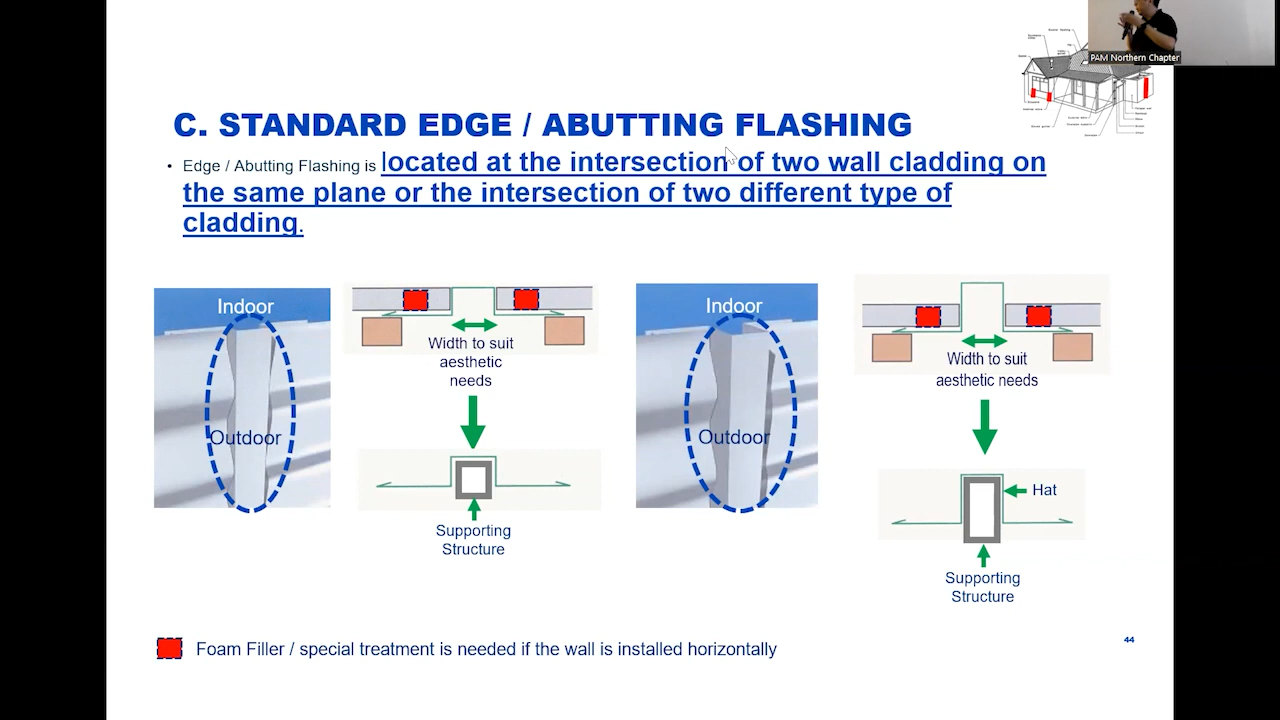 PAM Northern Chapter
C. STANDARD EDGE / ABUTTING FLASHING
• Edge / Abutting Flashing is located at the intersection of two wall cladding on
the same plane or the intersection of two different type of
cladding.
Indoor
Outdoor
Width to suit
aesthetic
needs
Supporting
Structure
Indoor
Outdoor
Width to suit
aesthetic needs
Hat
Supporting
Structure
Foam Filler / special treatment is needed if the wall is installed horizontally
44